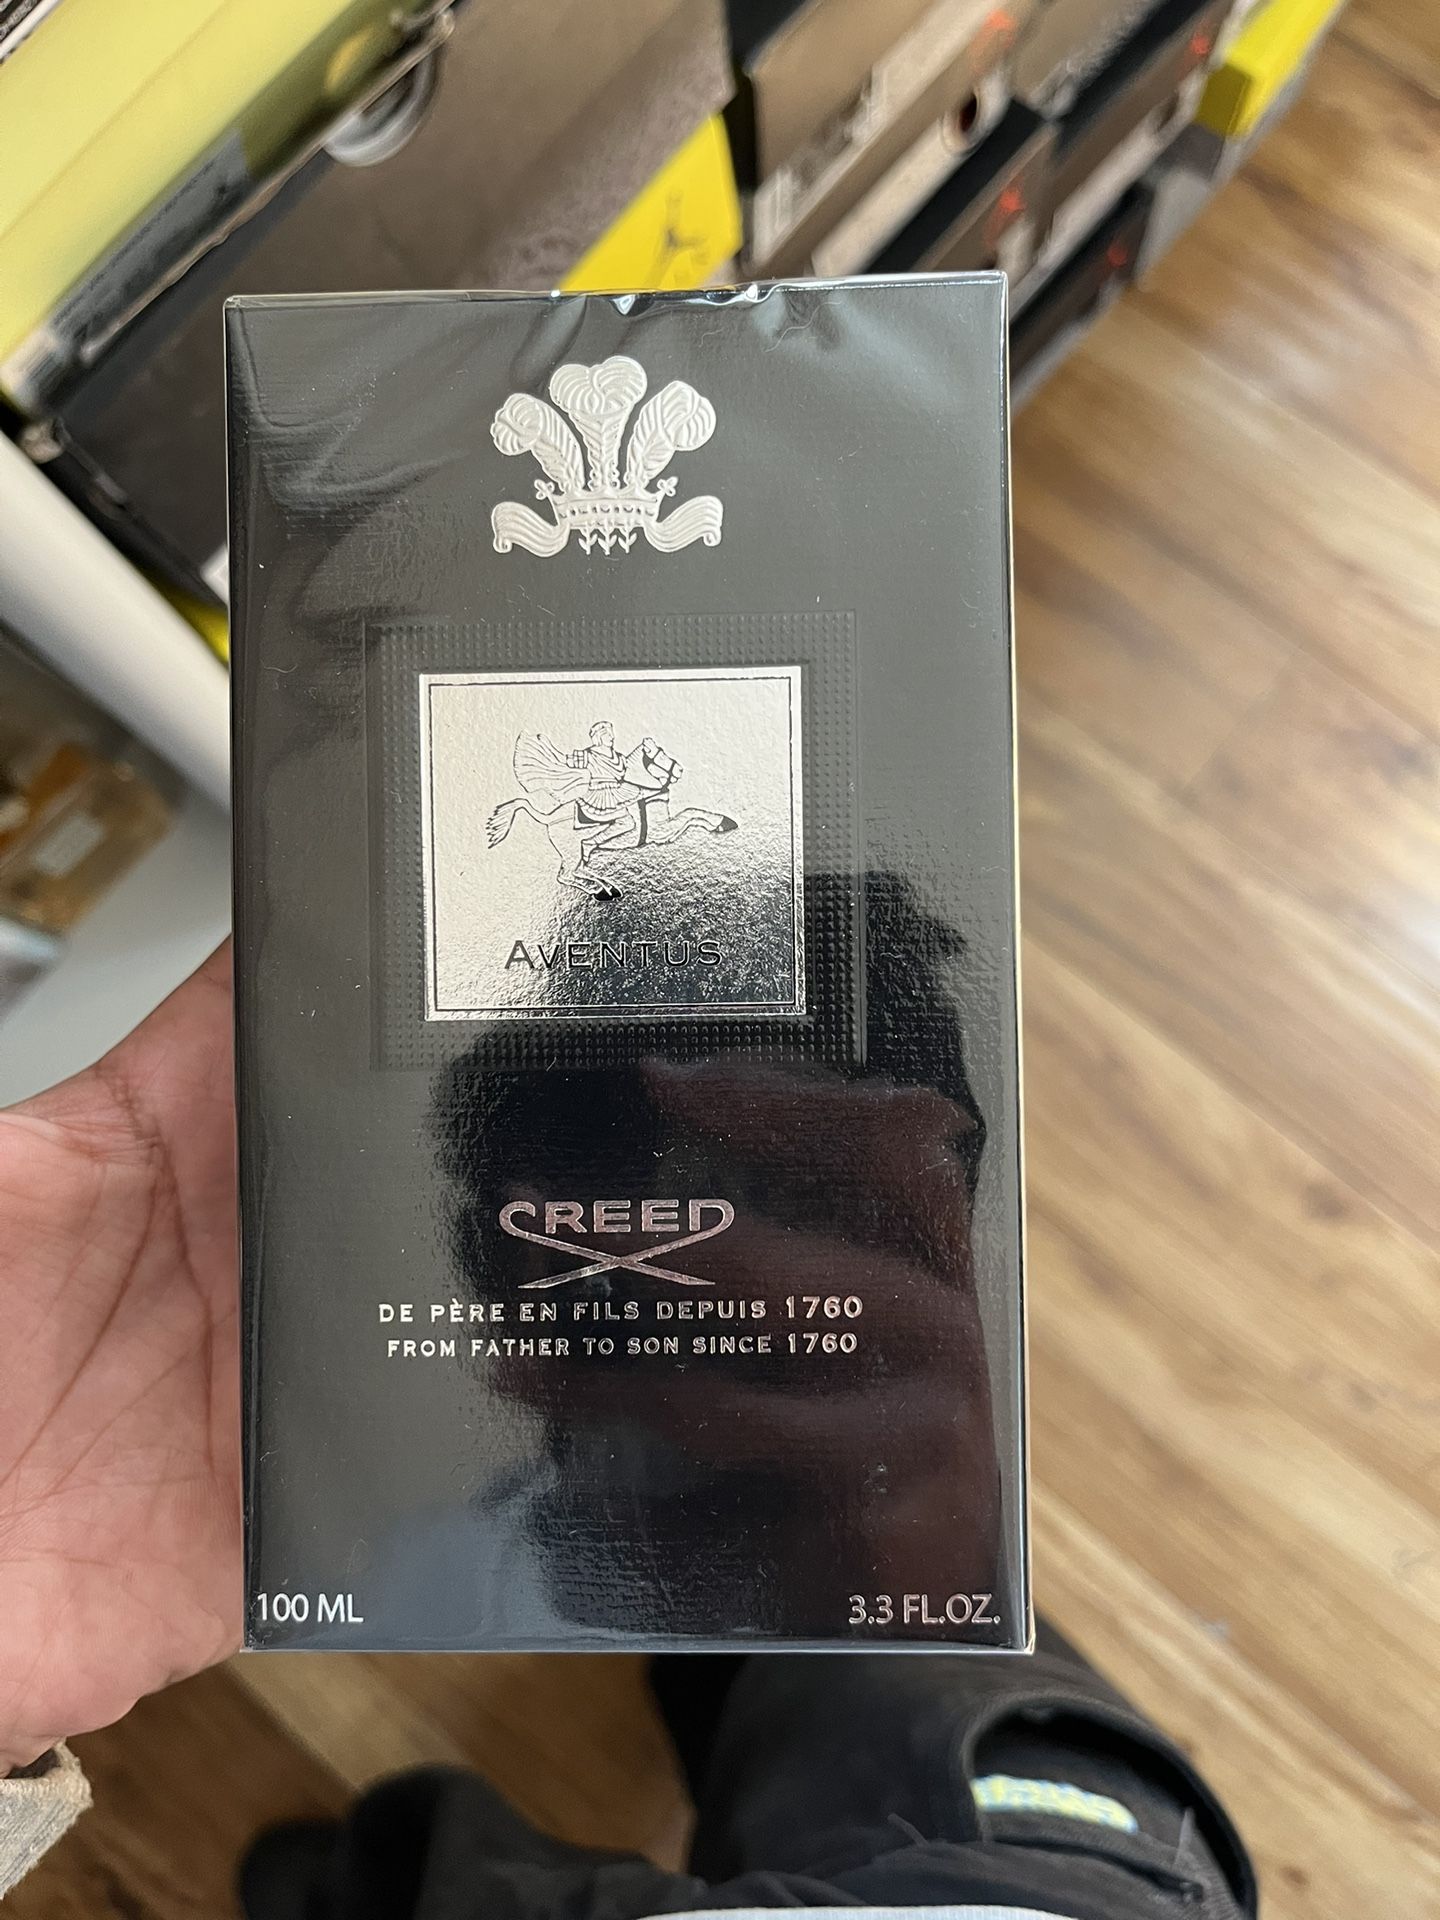 AVENTUS
CREED
DE PÈRE EN FILS DEPUIS 1760
FROM FATHER TO SON SINCE 1760
100 ML
3.3 FL.OZ.